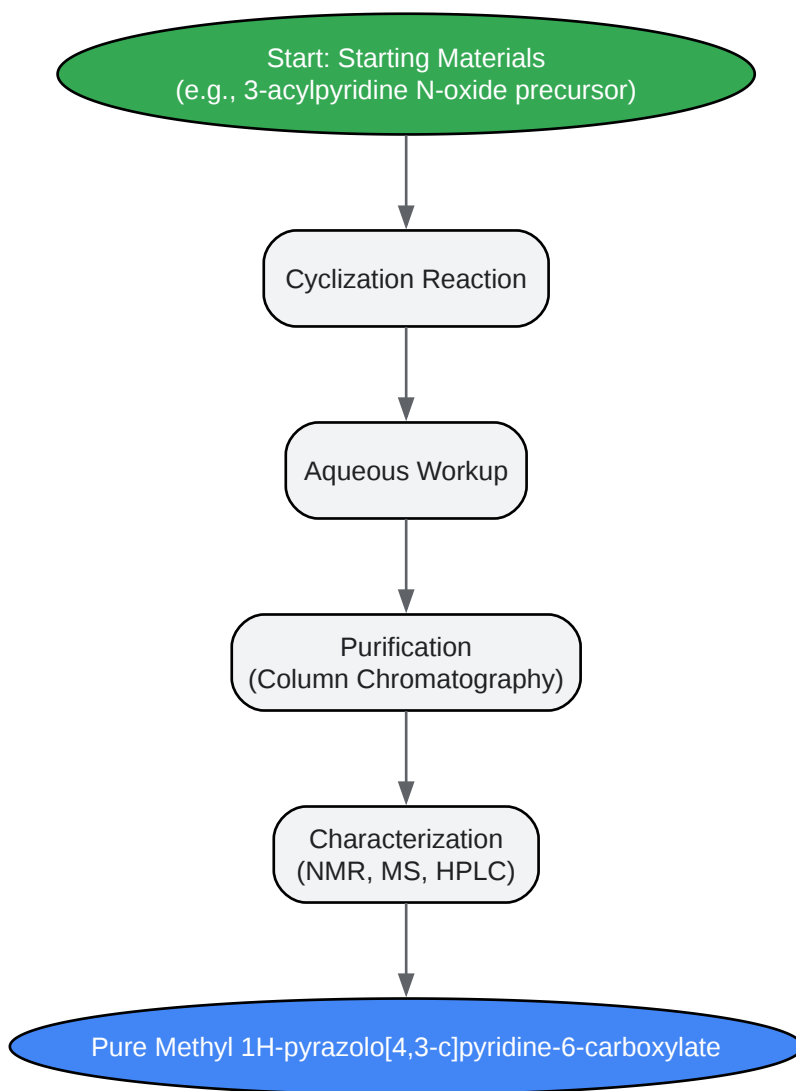 Start: Starting Materials
(e.g., 3-acylpyridine N-oxide precursor)
Cyclization Reaction
Aqueous Workup
Purification
(Column Chromatography)
Characterization
(NMR, MS, HPLC)
Pure Methyl 1H-pyrazolo[4,3-c]pyridine-6-carboxylate